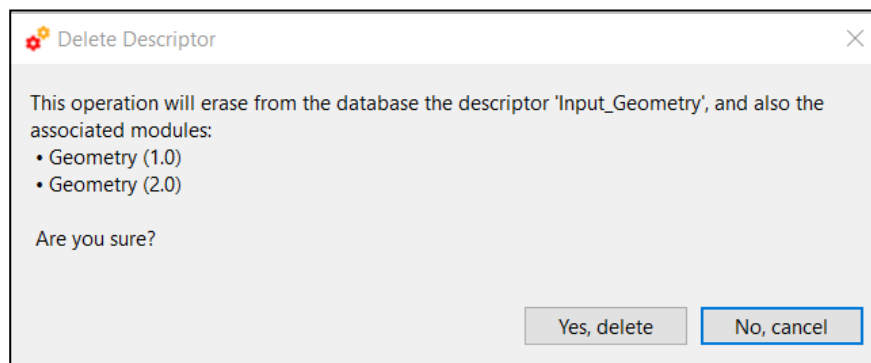 Delete Descriptor
This operation will erase from the database the descriptor 'Input_Geometry', and also the
associated modules:
• Geometry (1.0)
• Geometry (2.0)
Are you sure?
Yes, delete
No, cancel